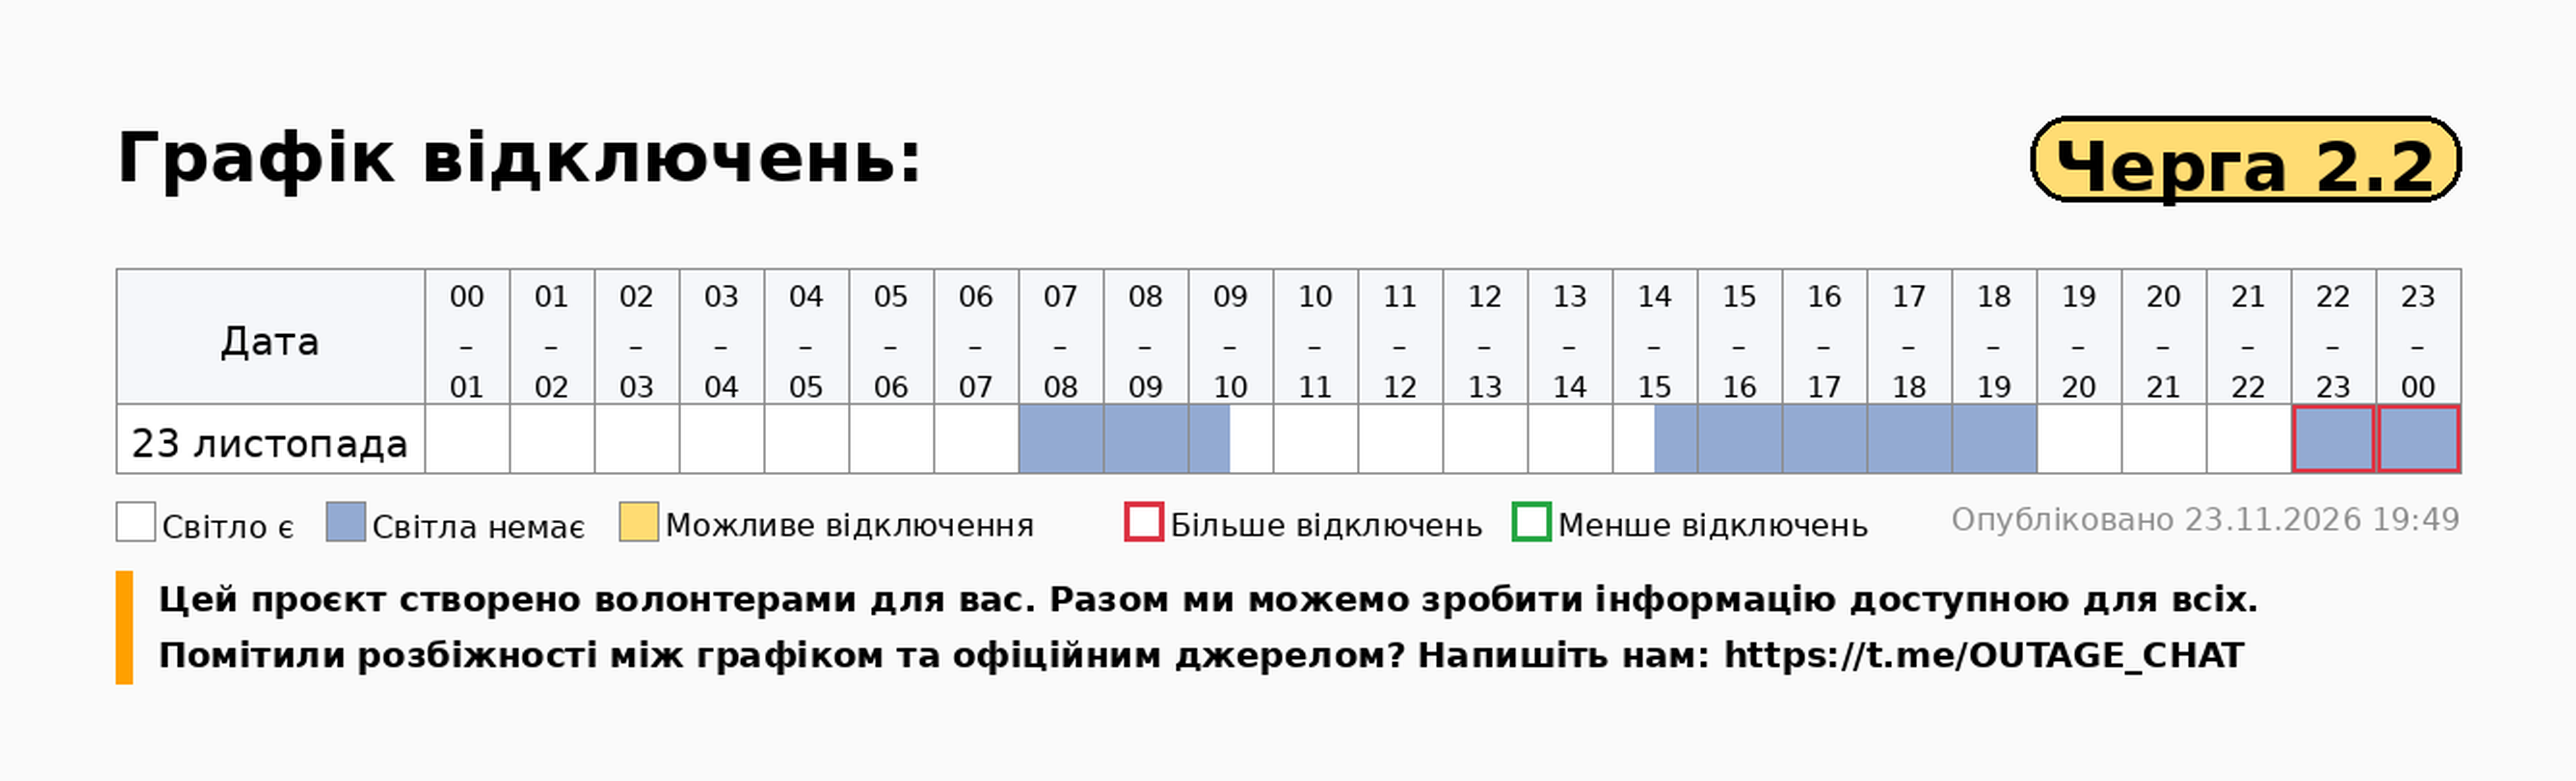 Графік відключень:
Черга 2.2
Дата
00 – 01
01 – 02
02 – 03
03 – 04
04 – 05
05 – 06
06 – 07
07 – 08
08 – 09
09 – 10
10 – 11
11 – 12
12 – 13
13 – 14
14 – 15
15 – 16
16 – 17
17 – 18
18 – 19
19 – 20
20 – 21
21 – 22
22 – 23
23 – 00
23 листопада
Світло є
Світла немає
Можливе відключення
Більше відключень
Менше відключень
Опубліковано 23.11.2026 19:49
Цей проєкт створено волонтерами для вас. Разом ми можемо зробити інформацію доступною для всіх.
Помітили розбіжності між графіком та офіційним джерелом? Напишіть нам: https://t.me/OUTAGE_CHAT